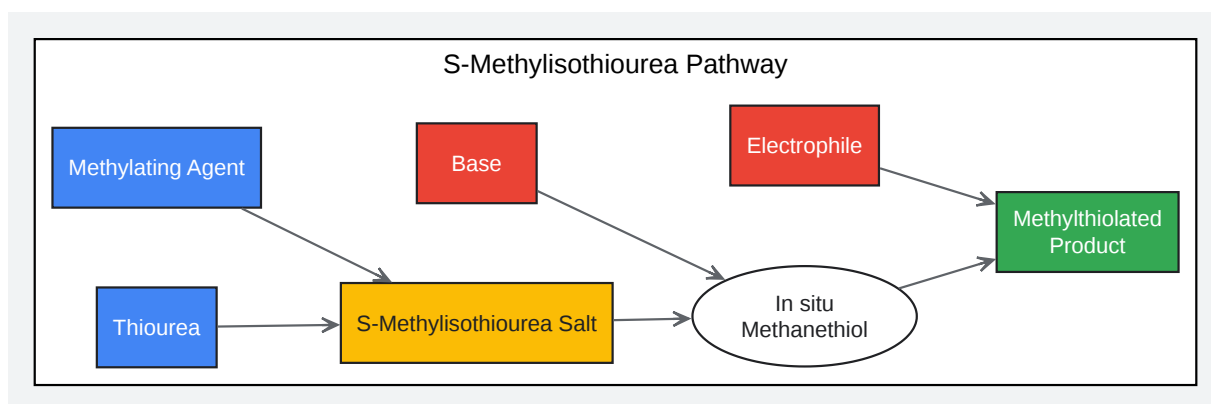 S-Methylisothiourea Pathway
Methylating Agent
Base
Electrophile
Methylthiolated
Product
Thiourea
S-Methylisothiourea Salt
In situ
Methanethiol